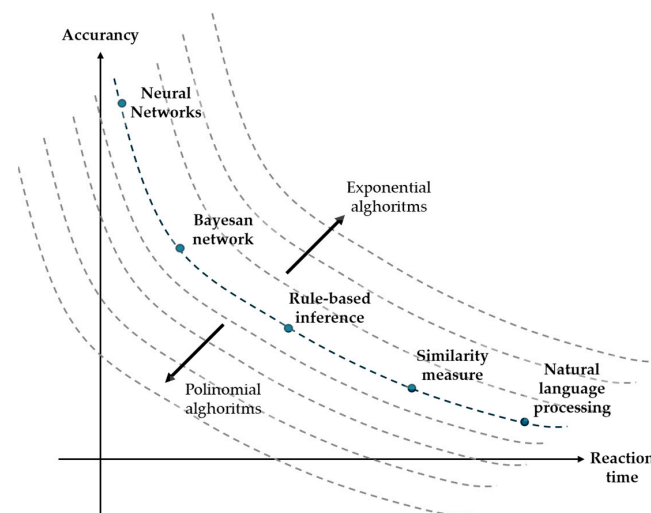 Accurancy
Neural
Networks
Exponential
alghoritms
Bayesan
network
Rule-based
inference
Similarity
measure
Natural
language
processing
Polinomial
alghoritms
Reaction
time